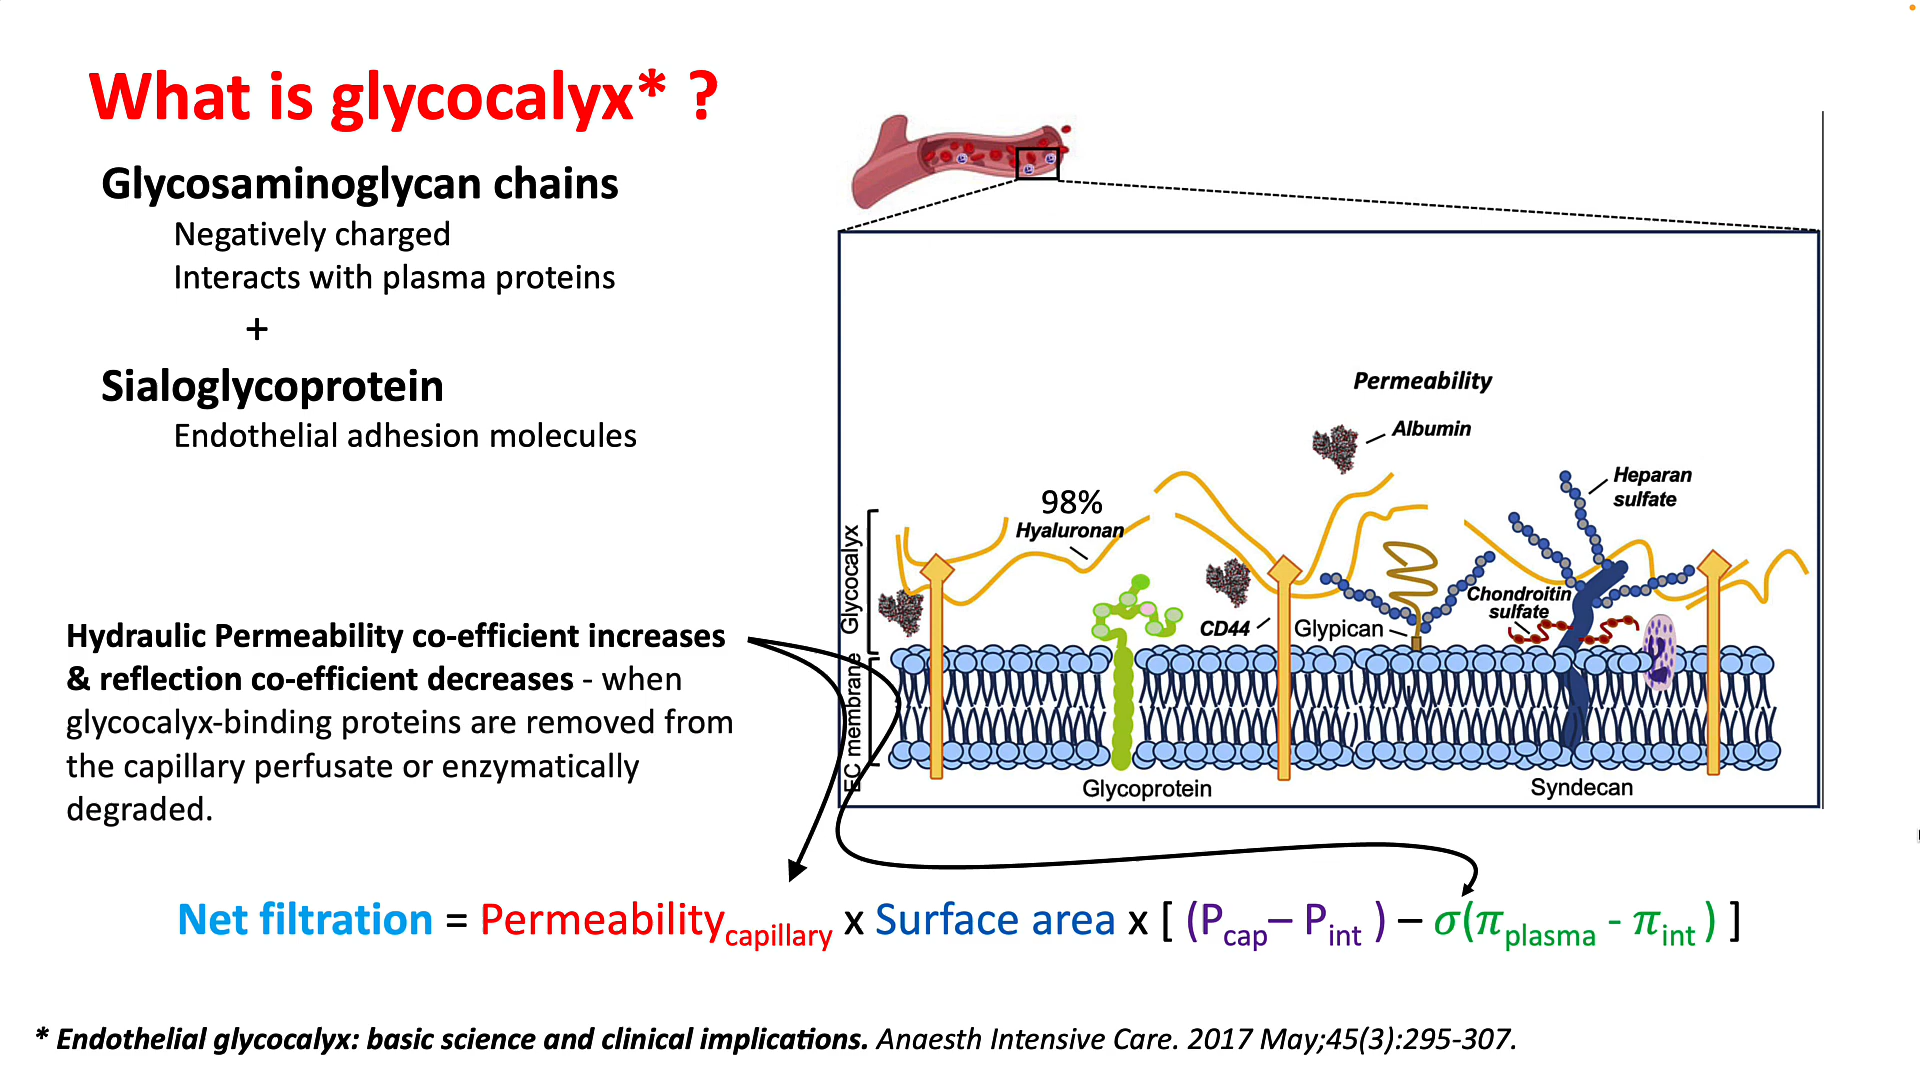 What is glycocalyx* ?
Glycosaminoglycan chains
Negatively charged
Interacts with plasma proteins
+
Sialoglycoprotein
Endothelial adhesion molecules
Hydraulic Permeability co-efficient increases
& reflection co-efficient decreases - when
glycocalyx-binding proteins are removed from
the capillary perfusate or enzymatically
degraded.
Permeability
Albumin
Heparan
sulfate
98%
Hyaluronan
Glycocalyx
Chondroitin
sulfate
CD44
Glypican
EC membrane
Glycoprotein
Syndecan
Net filtration = Permeability capillary x Surface area x [ (Pcap– Pint ) – σ(πplasma - πint ) ]
* Endothelial glycocalyx: basic science and clinical implications. Anaesth Intensive Care. 2017 May;45(3):295-307.